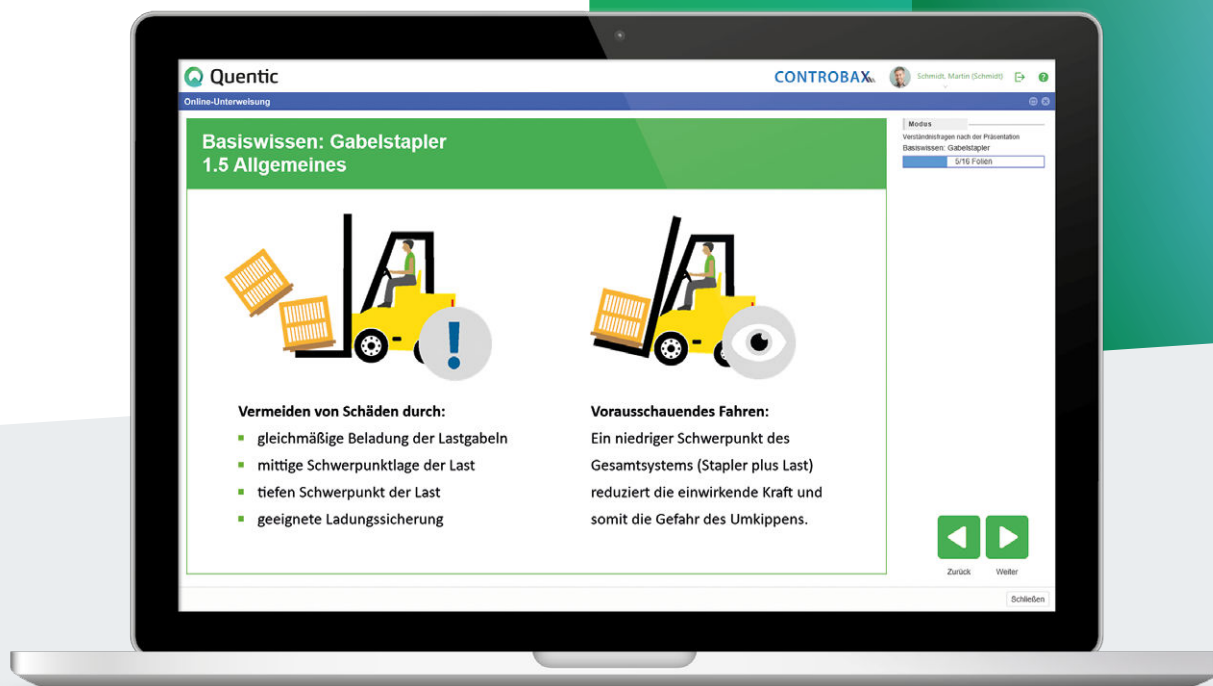 Quentic
CONTROBAX
Schmidt, Martin (Schmidt)
Online-Unterweisung
Basiswissen: Gabelstapler
1.5 Allgemeines
Modus
Verständnisfragen nach der Präsentation
Basiswissen: Gabelstapler
5/16 Folien
Vermeiden von Schäden durch:
gleichmäßige Beladung der Lastgabeln
mittige Schwerpunktlage der Last
tiefen Schwerpunkt der Last
geeignete Ladungssicherung
Vorausschauendes Fahren:
Ein niedriger Schwerpunkt des
Gesamtsystems (Stapler plus Last)
reduziert die einwirkende Kraft und
somit die Gefahr des Umkippens.
Zurück
Weiter
Schließen